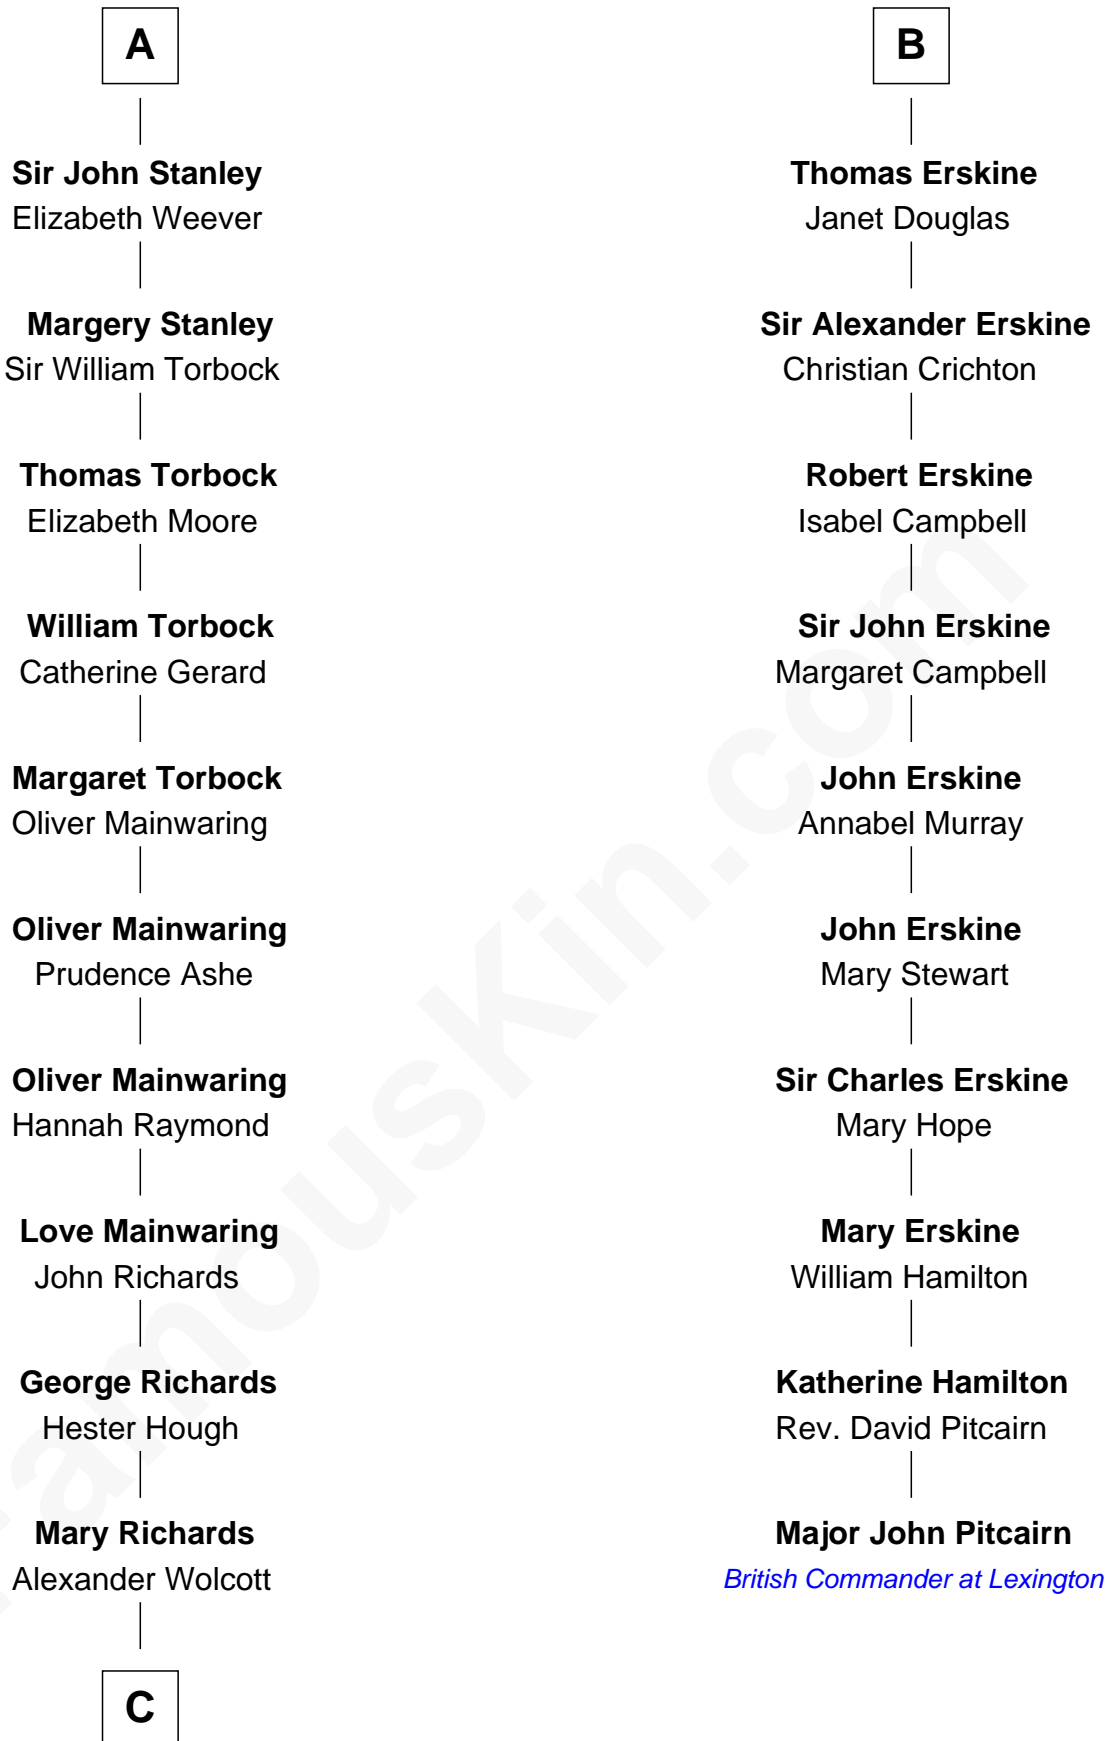 A
Sir John Stanley
Elizabeth Weever
Margery Stanley
Sir William Torbock
Thomas Torbock
Elizabeth Moore
William Torbock
Catherine Gerard
Margaret Torbock
Oliver Mainwaring
Oliver Mainwaring
Prudence Ashe
Oliver Mainwaring
Hannah Raymond
Love Mainwaring
John Richards
George Richards
Hester Hough
Mary Richards
Alexander Wolcott
C
B
Thomas Erskine
Janet Douglas
Sir Alexander Erskine
Christian Crichton
Robert Erskine
Isabel Campbell
Sir John Erskine
Margaret Campbell
John Erskine
Annabel Murray
John Erskine
Mary Stewart
Sir Charles Erskine
Mary Hope
Mary Erskine
William Hamilton
Katherine Hamilton
Rev. David Pitcairn
Major John Pitcairn
British Commander at Lexington
FamousKin.com